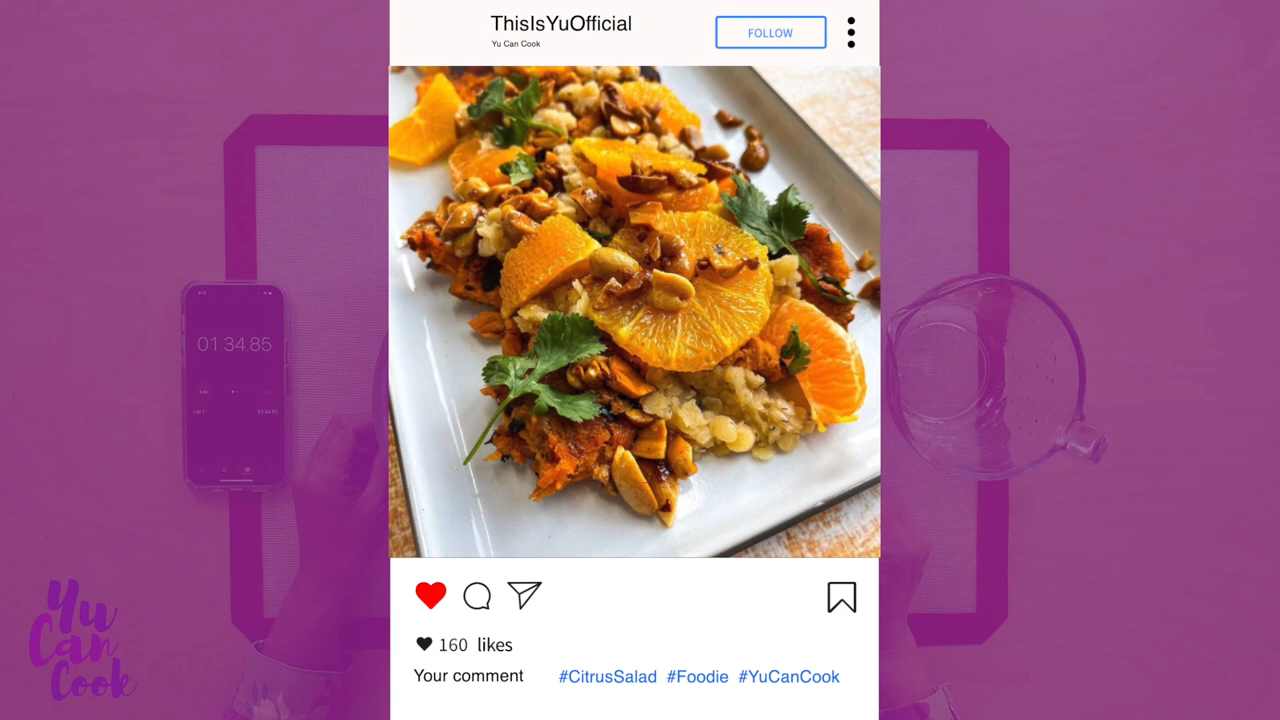 ThisIsYuOfficial
Yu Can Cook
FOLLOW
01:34.85
160 likes
Your comment #CitrusSalad #Foodie #YuCanCook
Yu
Can
Cook